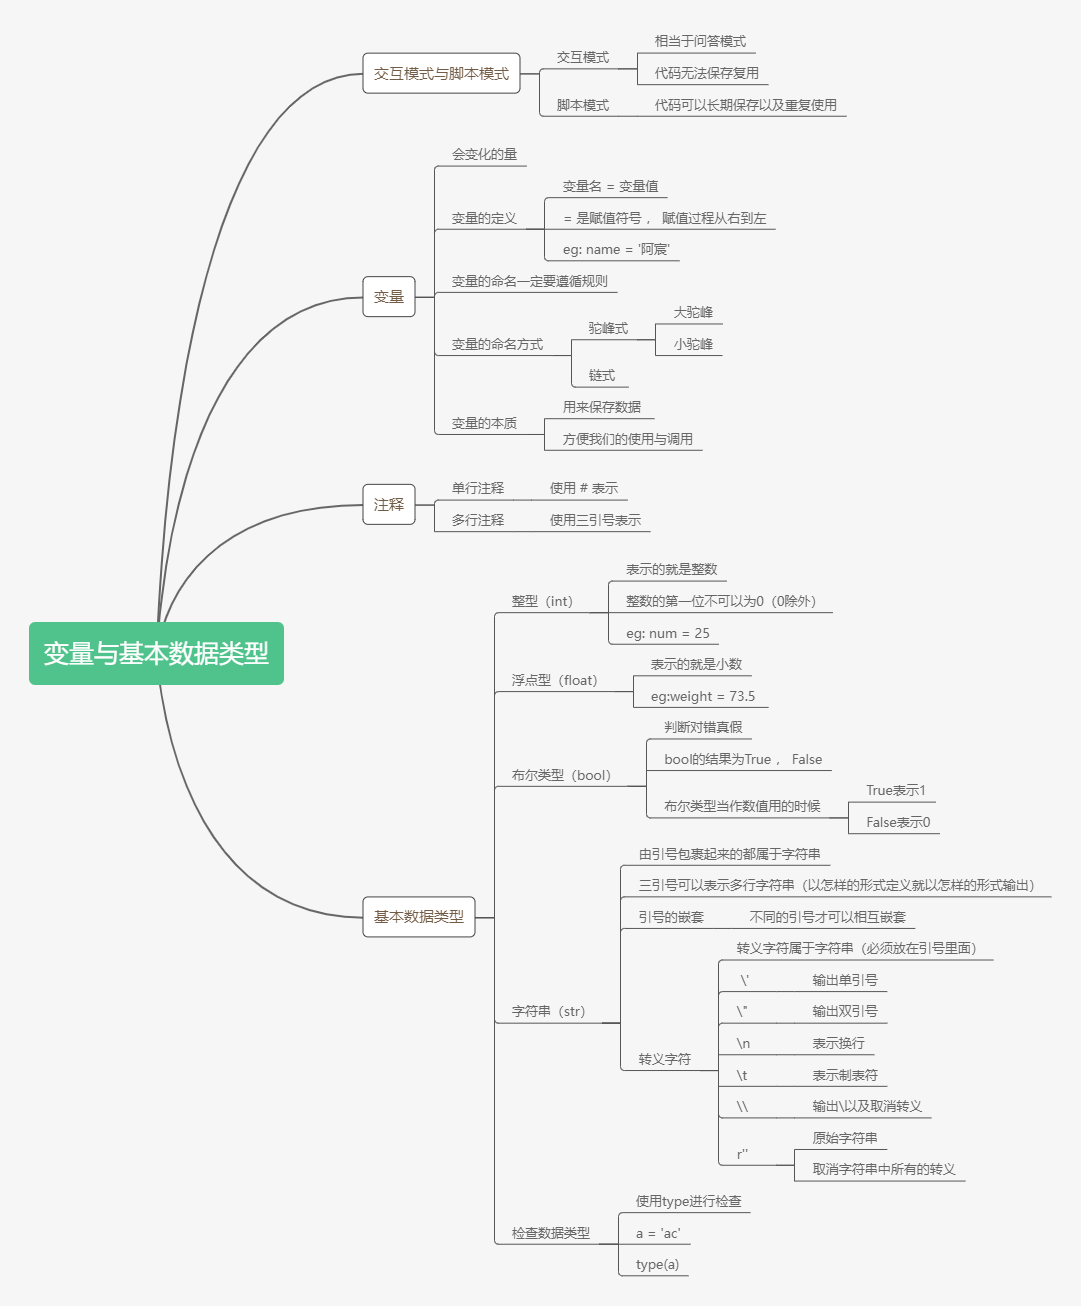 变量与基本数据类型
交互模式与脚本模式
交互模式
相当于问答模式
代码无法保存复用
脚本模式
代码可以长期保存以及重复使用
变量
会变化的量
变量的定义
变量名 = 变量值
= 是赋值符号， 赋值过程从右到左
eg: name = '阿宸'
变量的命名一定要遵循规则
变量的命名方式
驼峰式
大驼峰
小驼峰
链式
变量的本质
用来保存数据
方便我们的使用与调用
注释
单行注释
使用 # 表示
多行注释
使用三引号表示
基本数据类型
整型（int）
表示的就是整数
整数的第一位不可以为0（0除外）
eg: num = 25
浮点型（float）
表示的就是小数
eg:weight = 73.5
布尔类型（bool）
判断对错真假
bool的结果为True， False
布尔类型当作数值用的时候
True表示1
False表示0
字符串（str）
由引号包裹起来的都属于字符串
三引号可以表示多行字符串（以怎样的形式定义就以怎样的形式输出）
引号的嵌套
不同的引号才可以相互嵌套
转义字符
转义字符属于字符串（必须放在引号里面）
\'
输出单引号
\"
输出双引号
\n
表示换行
\t
表示制表符
\\
输出\以及取消转义
r''
原始字符串
取消字符串中所有的转义
检查数据类型
使用type进行检查
a = 'ac'
type(a)